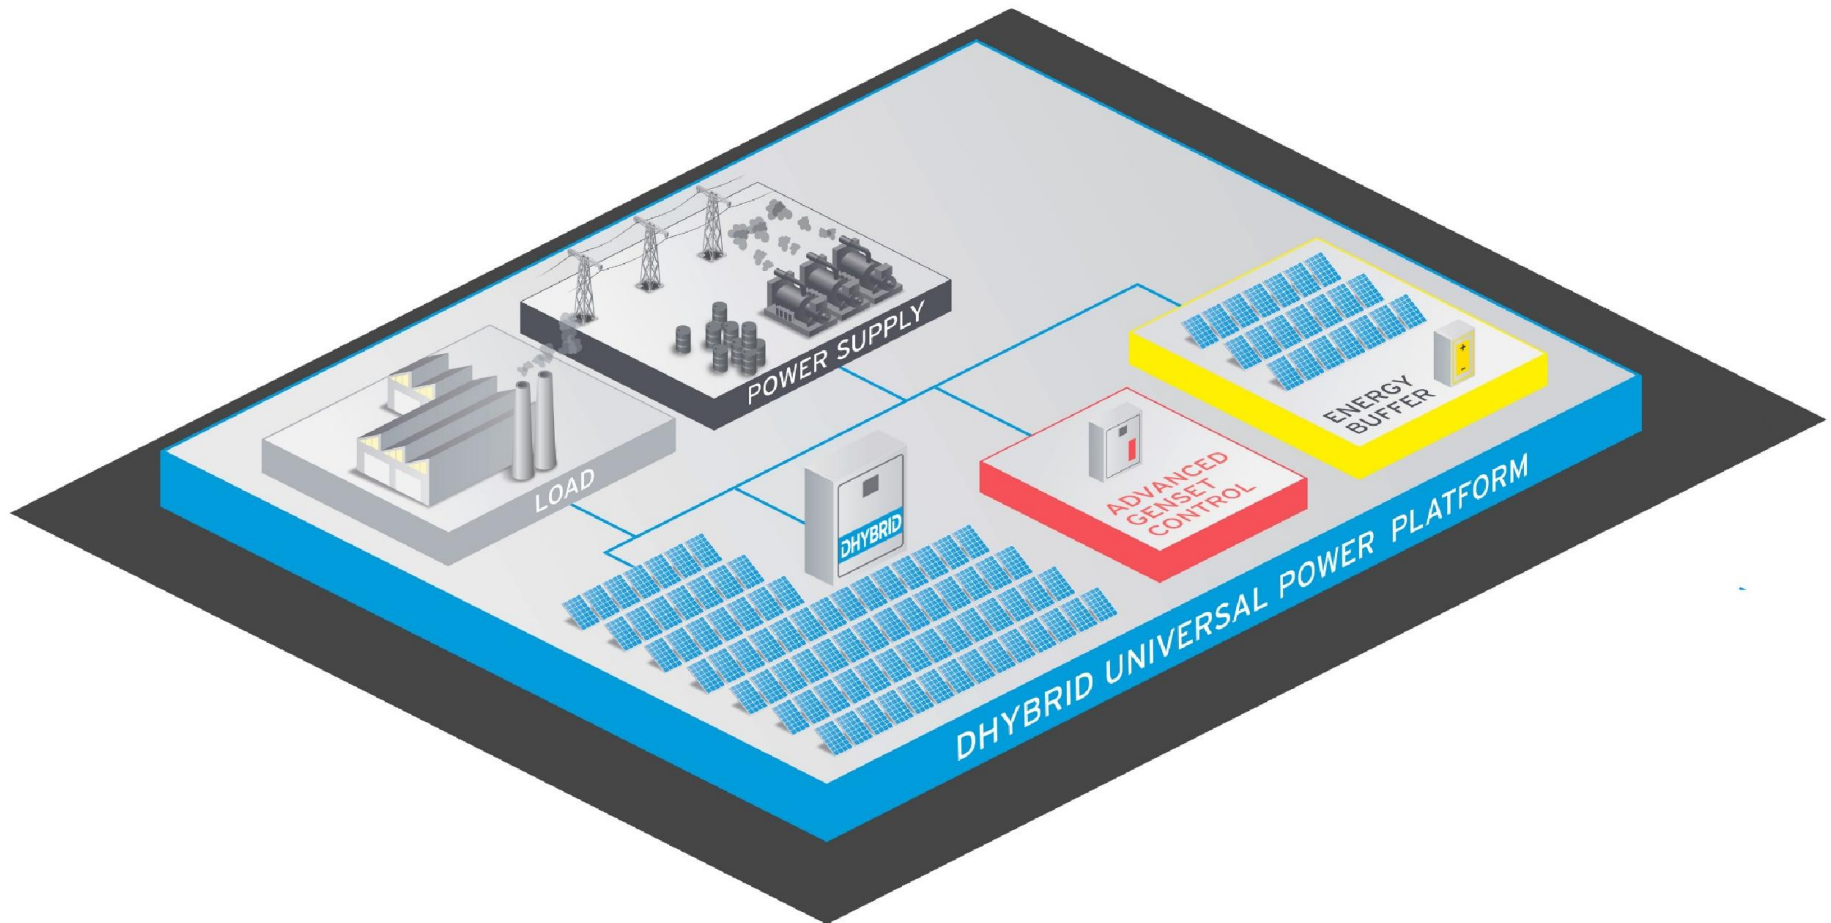 POWER SUPPLY
LOAD
ENERGY
BUFFER
ADVANCED
GENSET
CONTROL
DHYBRID
DHYBRID UNIVERSAL POWER PLATFORM
+
-